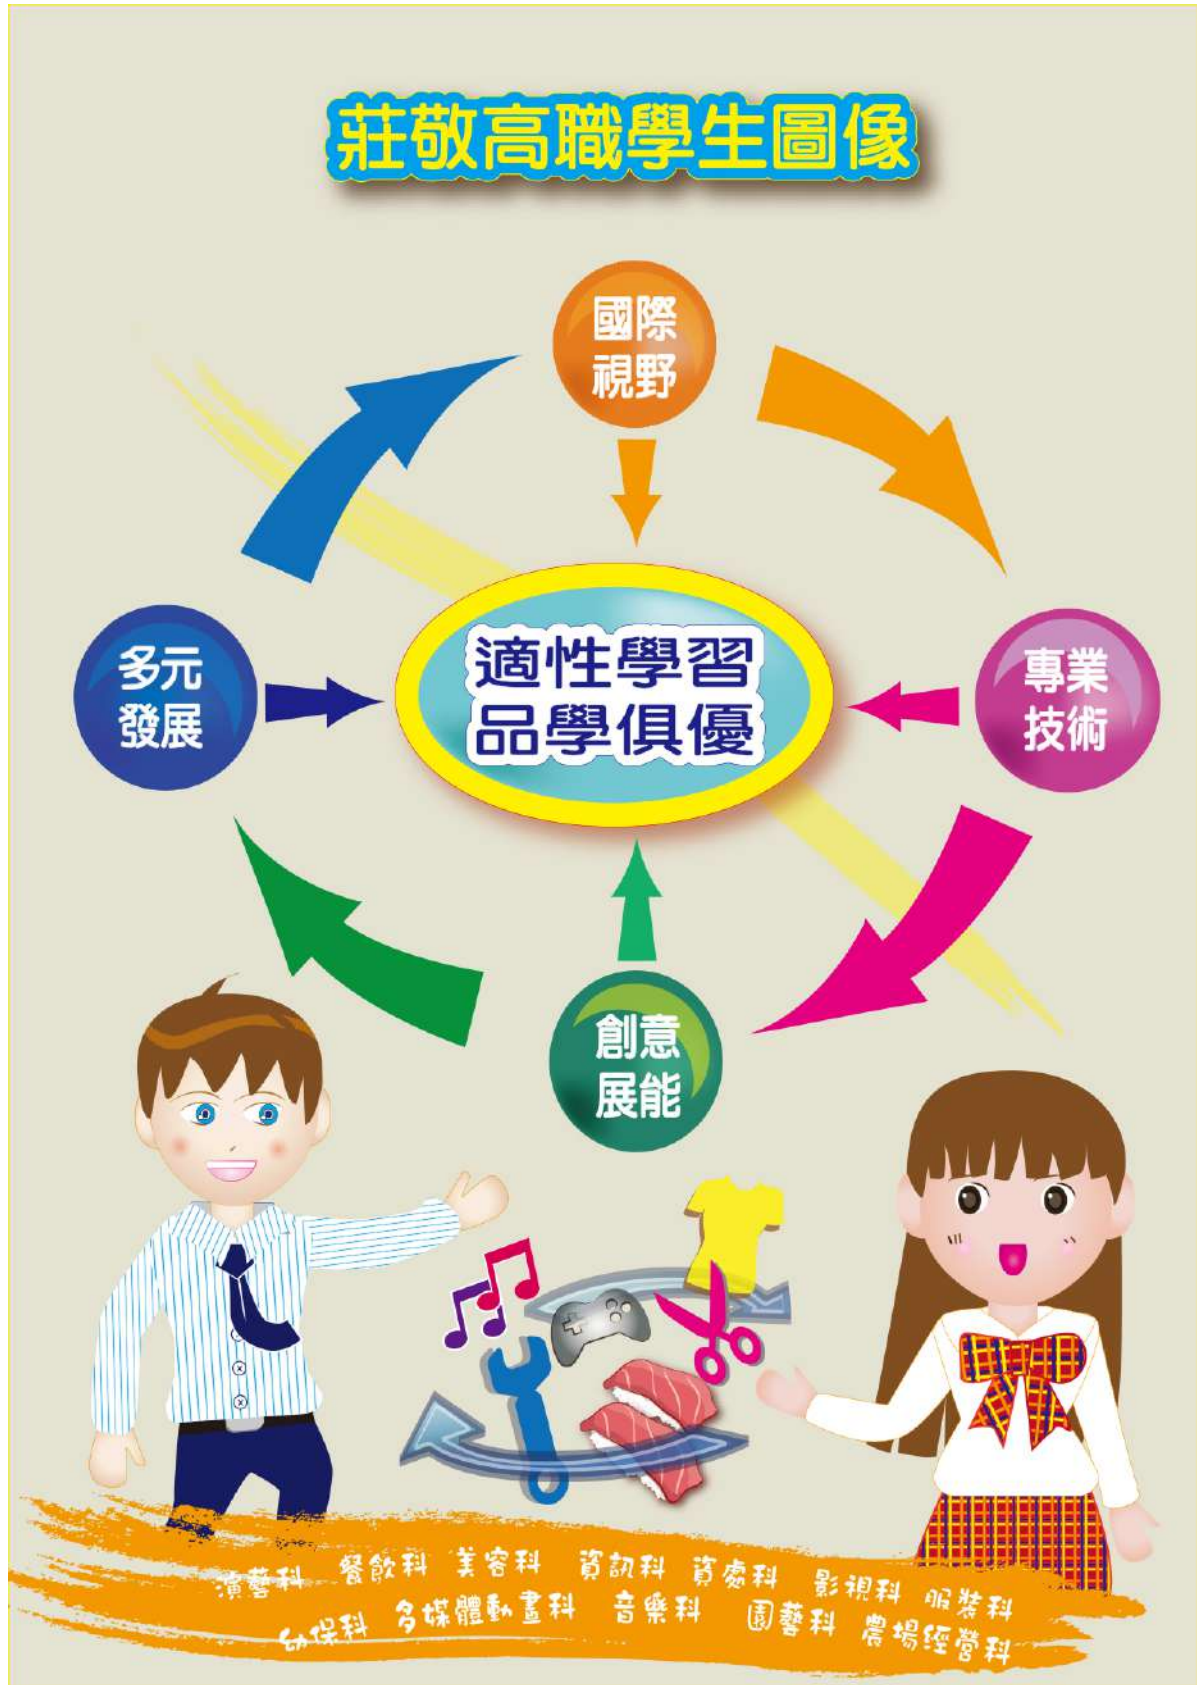 莊敬高職學生圖像
國際
視野
多元
發展
適性學習
品學俱優
專業
技術
創意
展能
演藝科 餐飲科 美容科 資訊科 資處科 影視科 服裝科
幼保科 多媒體動畫科 音樂科 園藝科 農場經營科